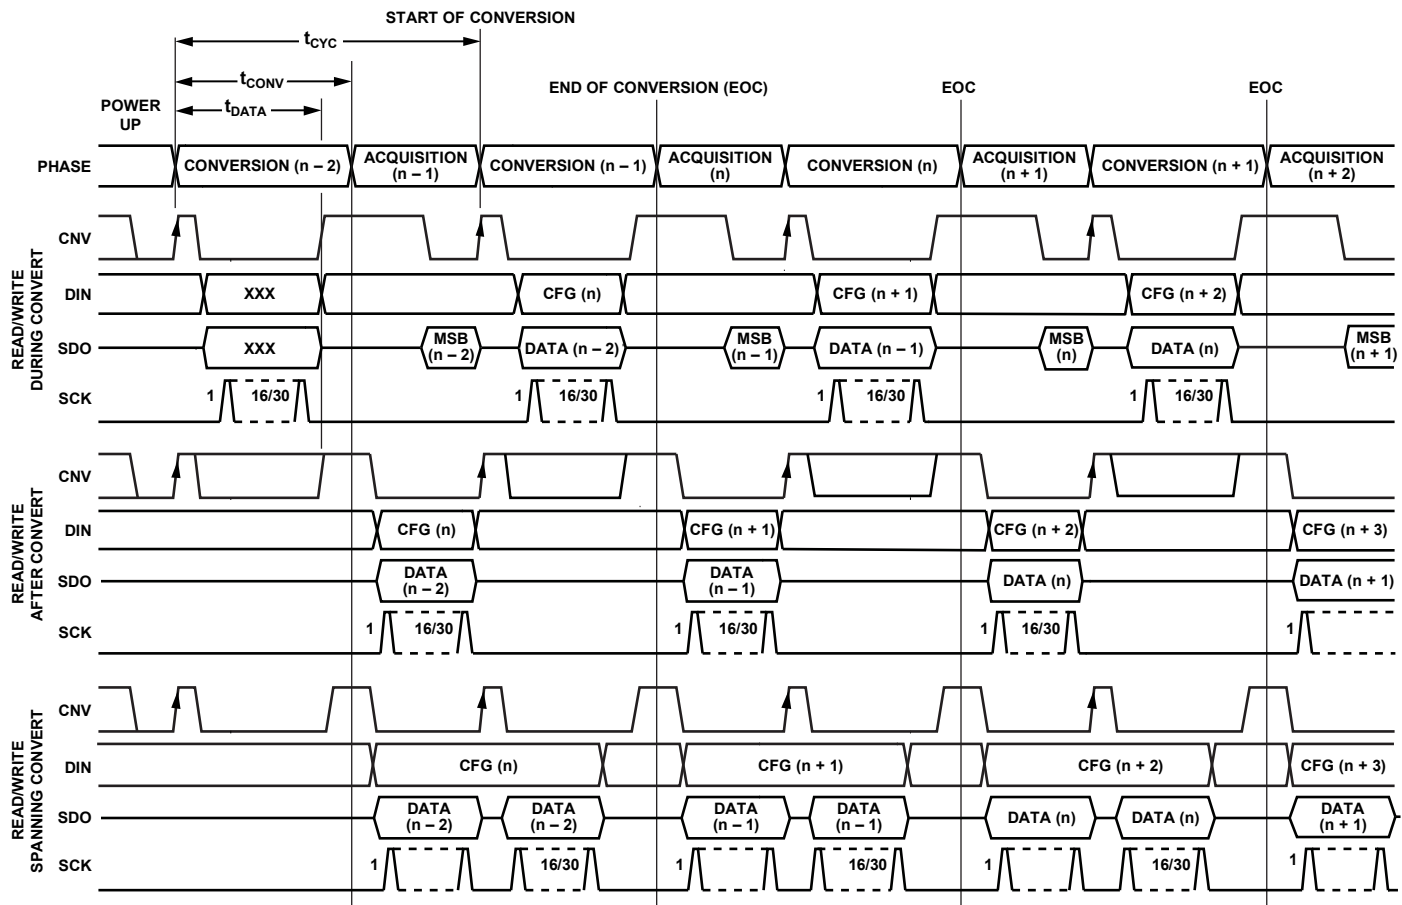 START OF CONVERSION
tCYC
tCONV
END OF CONVERSION (EOC)
EOC
EOC
POWER
UP
tDATA
PHASE
CONVERSION (n – 2)
ACQUISITION
(n – 1)
CONVERSION (n – 1)
ACQUISITION
(n)
CONVERSION (n)
ACQUISITION
(n + 1)
CONVERSION (n + 1)
ACQUISITION
(n + 2)
READ/WRITE
DURING CONVERT
CNV
DIN
XXX
CFG (n)
CFG (n + 1)
CFG (n + 2)
SDO
XXX
MSB
(n – 2)
DATA (n – 2)
MSB
(n – 1)
DATA (n – 1)
MSB
(n)
DATA (n)
MSB
(n + 1)
SCK
1
16/30
1
16/30
1
16/30
1
16/30
READ/WRITE
AFTER CONVERT
CNV
DIN
CFG (n)
CFG (n + 1)
CFG (n + 2)
CFG (n + 3)
SDO
DATA
(n – 2)
DATA
(n – 1)
DATA (n)
DATA (n + 1)
SCK
1
16/30
1
16/30
1
16/30
1
READ/WRITE
SPANNING CONVERT
CNV
DIN
CFG (n)
CFG (n + 1)
CFG (n + 2)
CFG (n + 3)
SDO
DATA
(n – 2)
DATA
(n – 2)
DATA
(n – 1)
DATA
(n – 1)
DATA (n)
DATA (n)
DATA
(n + 1)
SCK
1
16/30
1
16/30
1
16/30
1